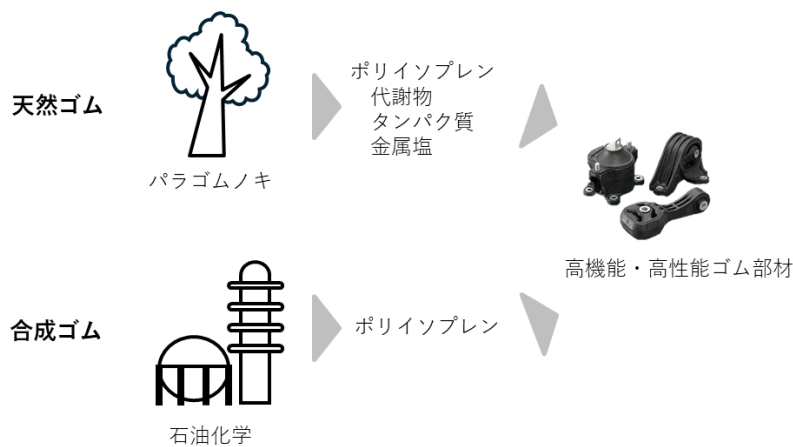 天然ゴム
パラゴムノキ
ポリイソプレン
代謝物
タンパク質
金属塩
高機能・高性能ゴム部材
合成ゴム
石油化学
ポリイソプレン